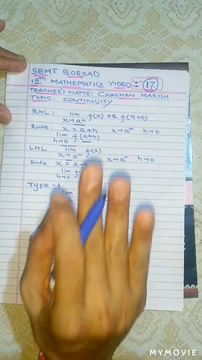 SEMT BOROAD
12th MATHEMATICS VIDEO = 17
TEACHER'S NAME: CHAUHAN HARISH
TOPIC: CONTINUITY
RHL: lim f(x) OR f(a+0)
x→a+
Rule: x = a+h x→a+ h→0
lim f(a+h)
h→0
LHL lim f(x)
x→a-
Rule x = a- x→a- h→0
lim
h→0
Type
MYMOVIE